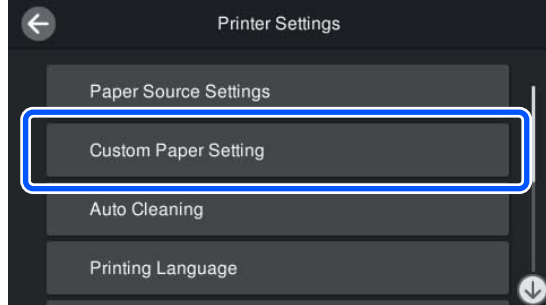 Printer Settings
Paper Source Settings
Custom Paper Setting
Auto Cleaning
Printing Language